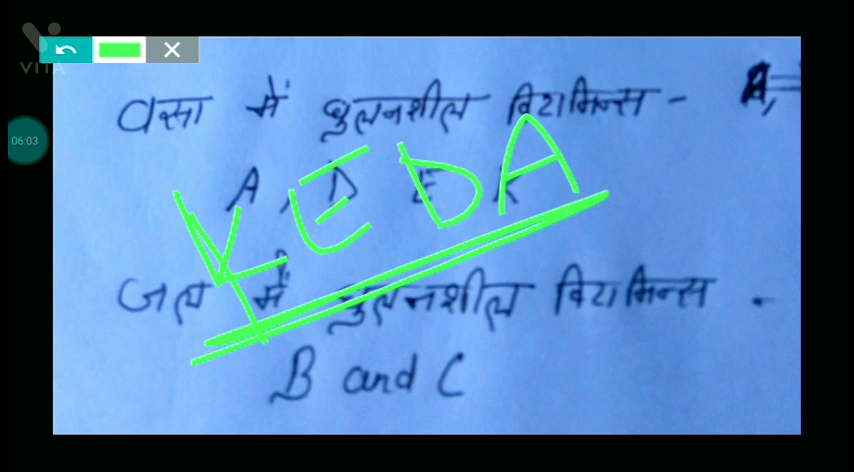 VITA
06:03
वसा में घुलनशील विटामिन्स - A,
A, D E K
KEDA
जल में घुलनशील विटामिन्स .
B and C